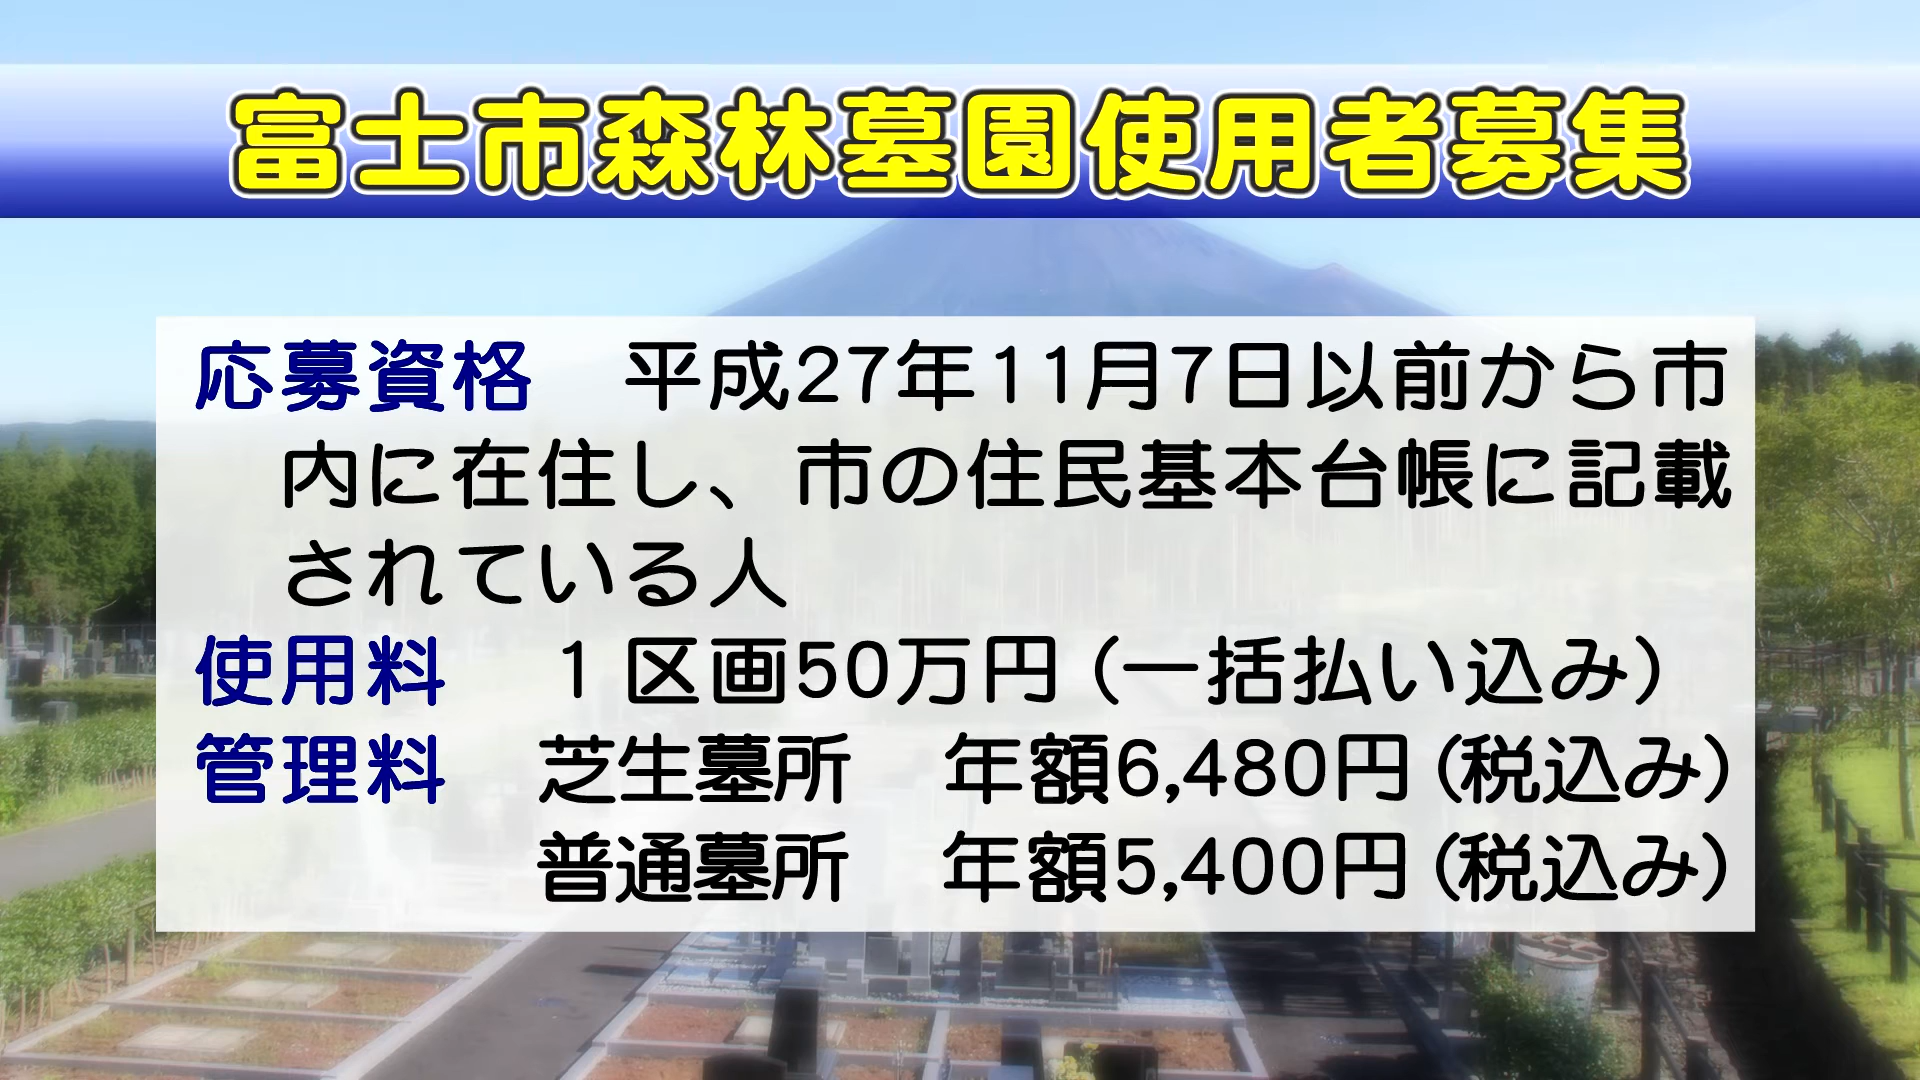 富士市森林墓園使用者募集
応募資格　平成27年11月7日以前から市
内に在住し、市の住民基本台帳に記載
されている人
使用料　１区画50万円（一括払い込み）
管理料　芝生墓所　年額6,480円（税込み）
普通墓所　年額5,400円（税込み）